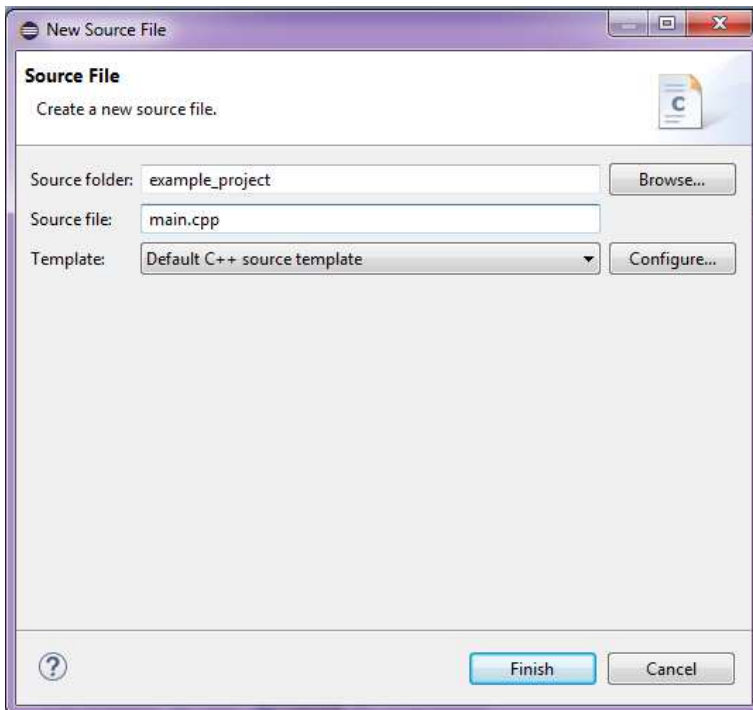 New Source File
Source File
Create a new source file.
C
Source folder: example_project Browse...
Source file: main.cpp
Template: Default C++ source template Configure...
? Finish Cancel